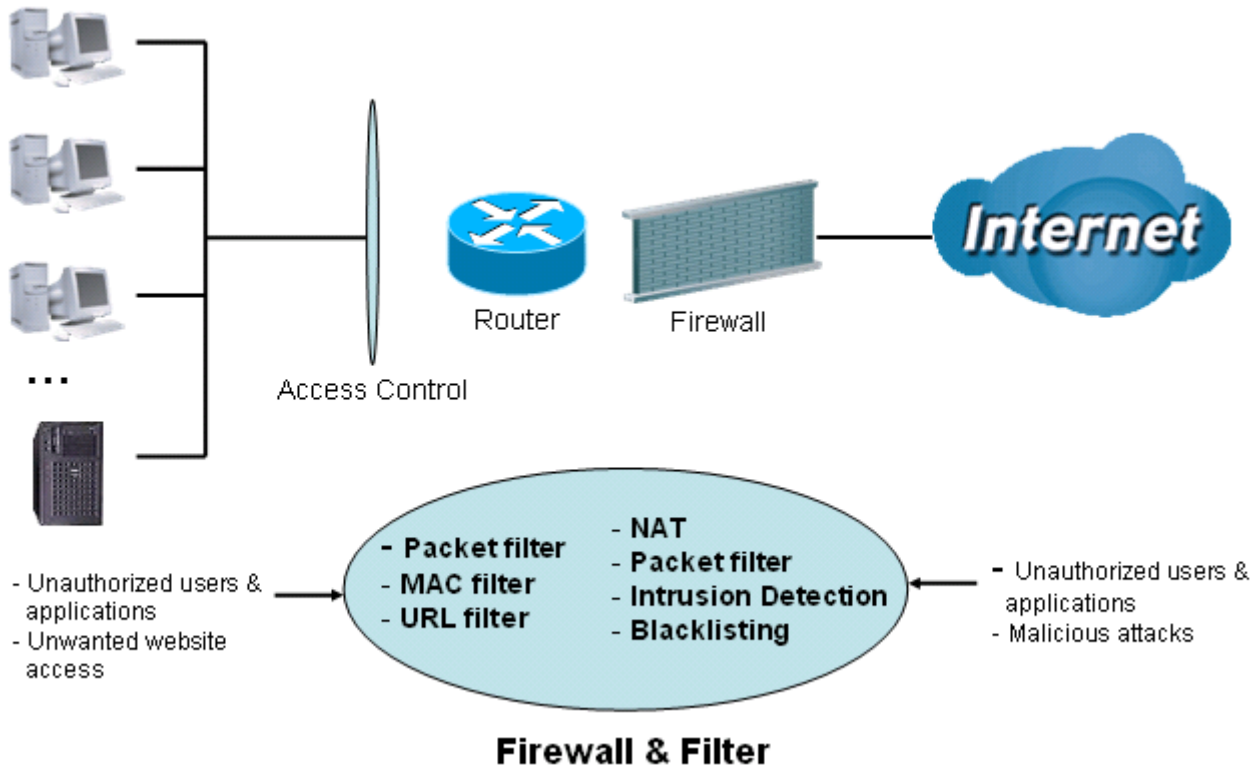 Internet
Router
Firewall
...
Access Control
- Packet filter
- MAC filter
- URL filter
- NAT
- Packet filter
- Intrusion Detection
- Blacklisting
- Unauthorized users &
applications
- Unwanted website
access
- Unauthorized users &
applications
- Malicious attacks
Firewall & Filter